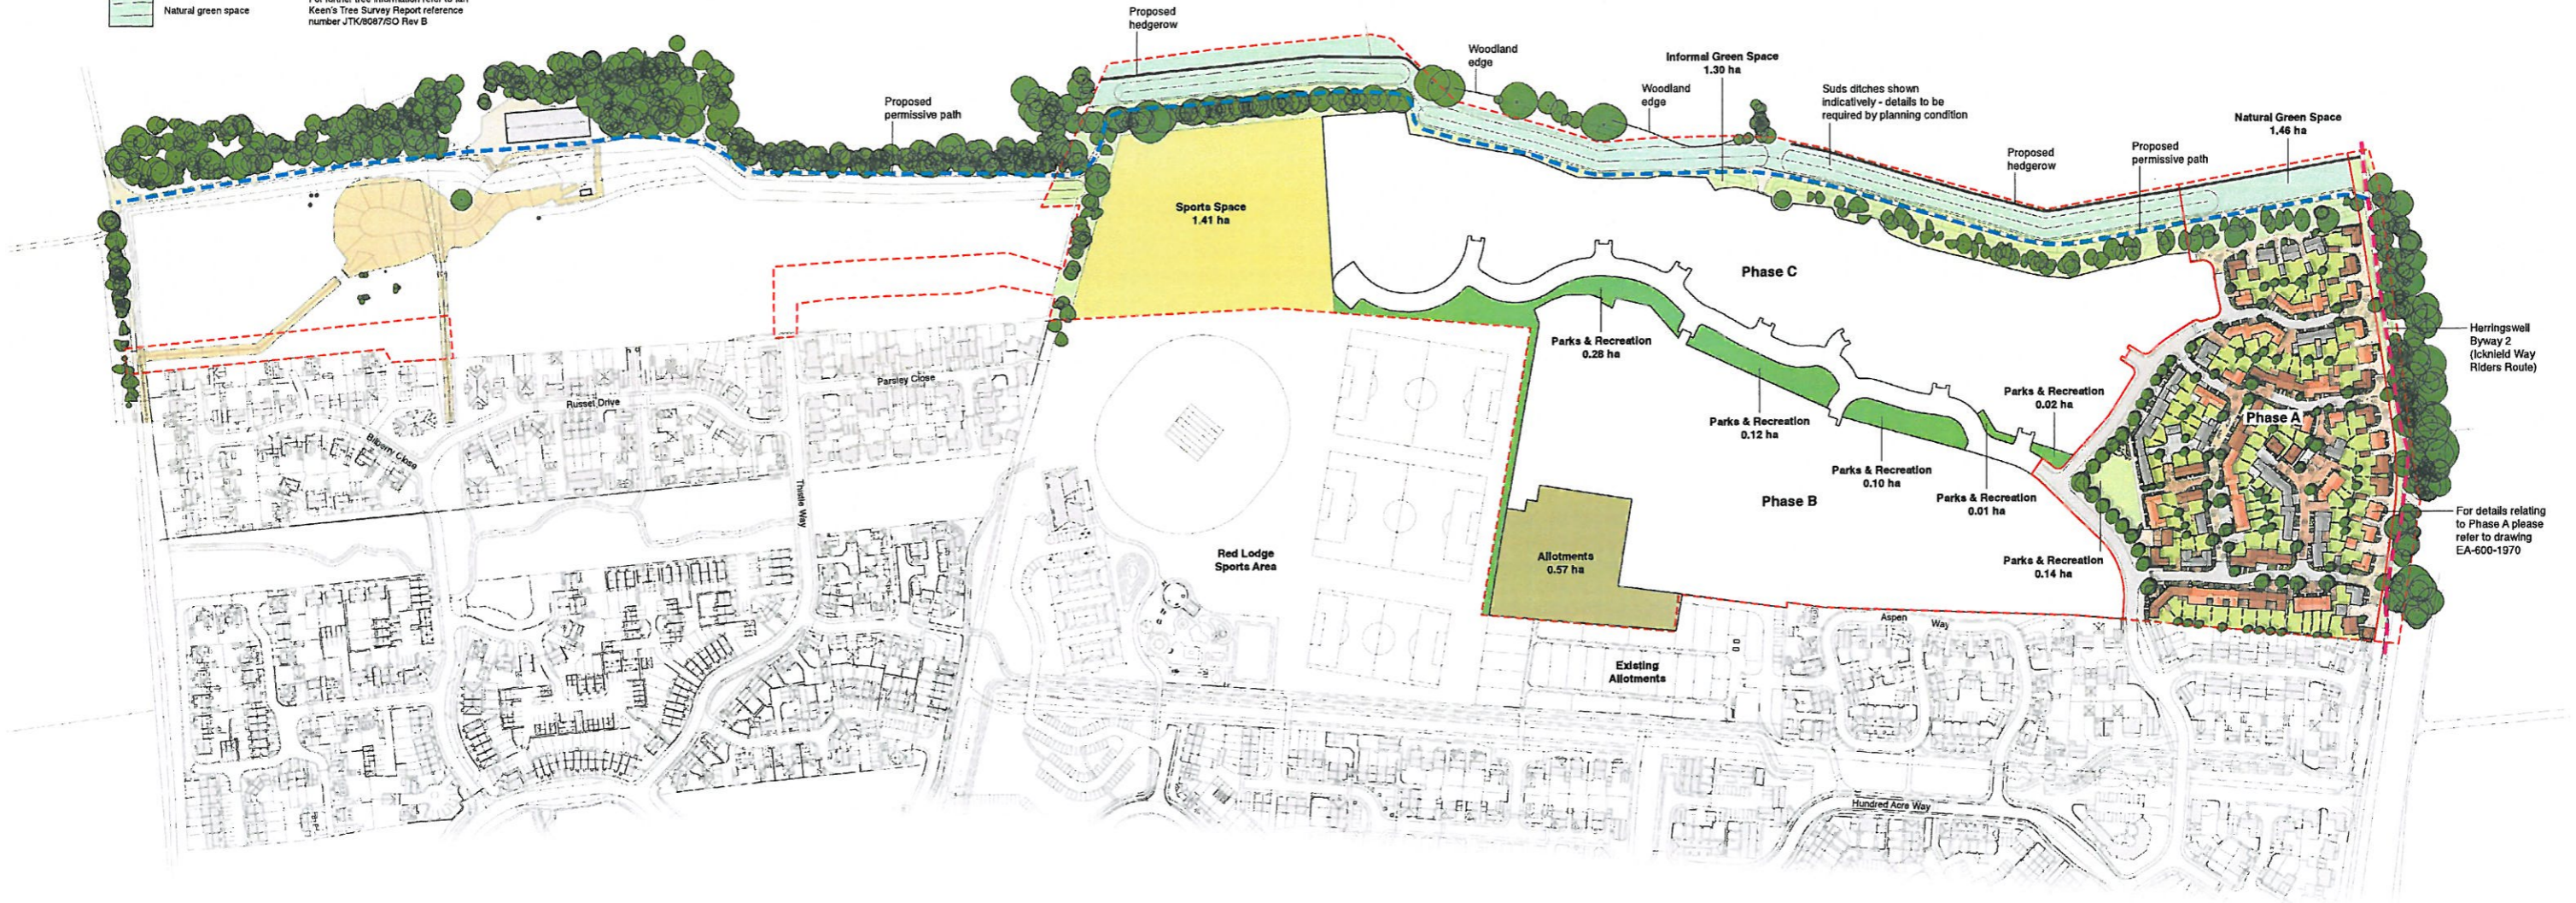 Natural green space
Keen's Tree Survey Report reference
number JTK/8087/SO Rev B
Proposed
hedgerow
Woodland
edge
Informal Green Space
1.30 ha
Woodland
edge
Suds ditches shown
indicatively - details to be
required by planning condition
Natural Green Space
1.46 ha
Proposed
permissive path
Proposed
hedgerow
Proposed
permissive path
Sports Space
1.41 ha
Phase C
Parks & Recreation
0.28 ha
Herringswell
Byway 2
(Icknield Way
Riders Route)
Parsley Close
Russet Drive
Bilberry Close
Parks & Recreation
0.02 ha
Phase A
Parks & Recreation
0.12 ha
Parks & Recreation
0.10 ha
Thistle Way
Phase B
Parks & Recreation
0.01 ha
For details relating
to Phase A please
refer to drawing
EA-600-1970
Red Lodge
Sports Area
Allotments
0.57 ha
Parks & Recreation
0.14 ha
Aspen Way
Existing
Allotments
Hundred Acre Way